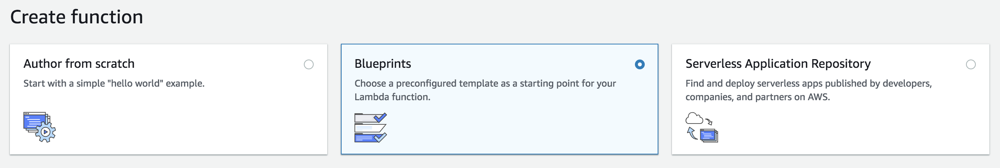 Create function
Author from scratch
Start with a simple "hello world" example.
Blueprints
Choose a preconfigured template as a starting point for your
Lambda function.
Serverless Application Repository
Find and deploy serverless apps published by developers,
companies, and partners on AWS.